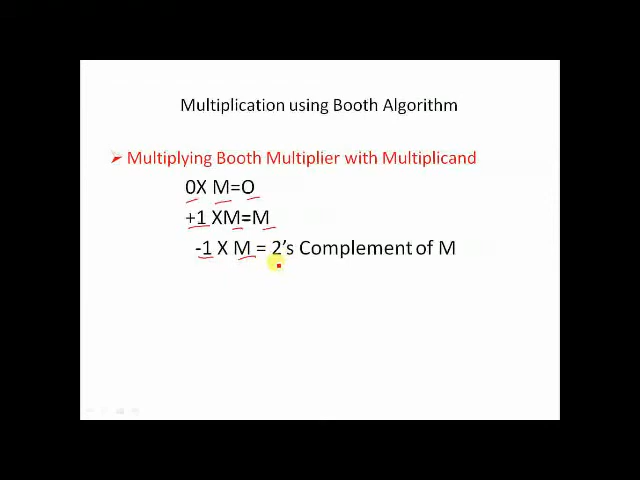 Multiplication using Booth Algorithm
Multiplying Booth Multiplier with Multiplicand
0X M=O
+1 XM=M
-1 X M = 2's Complement of M